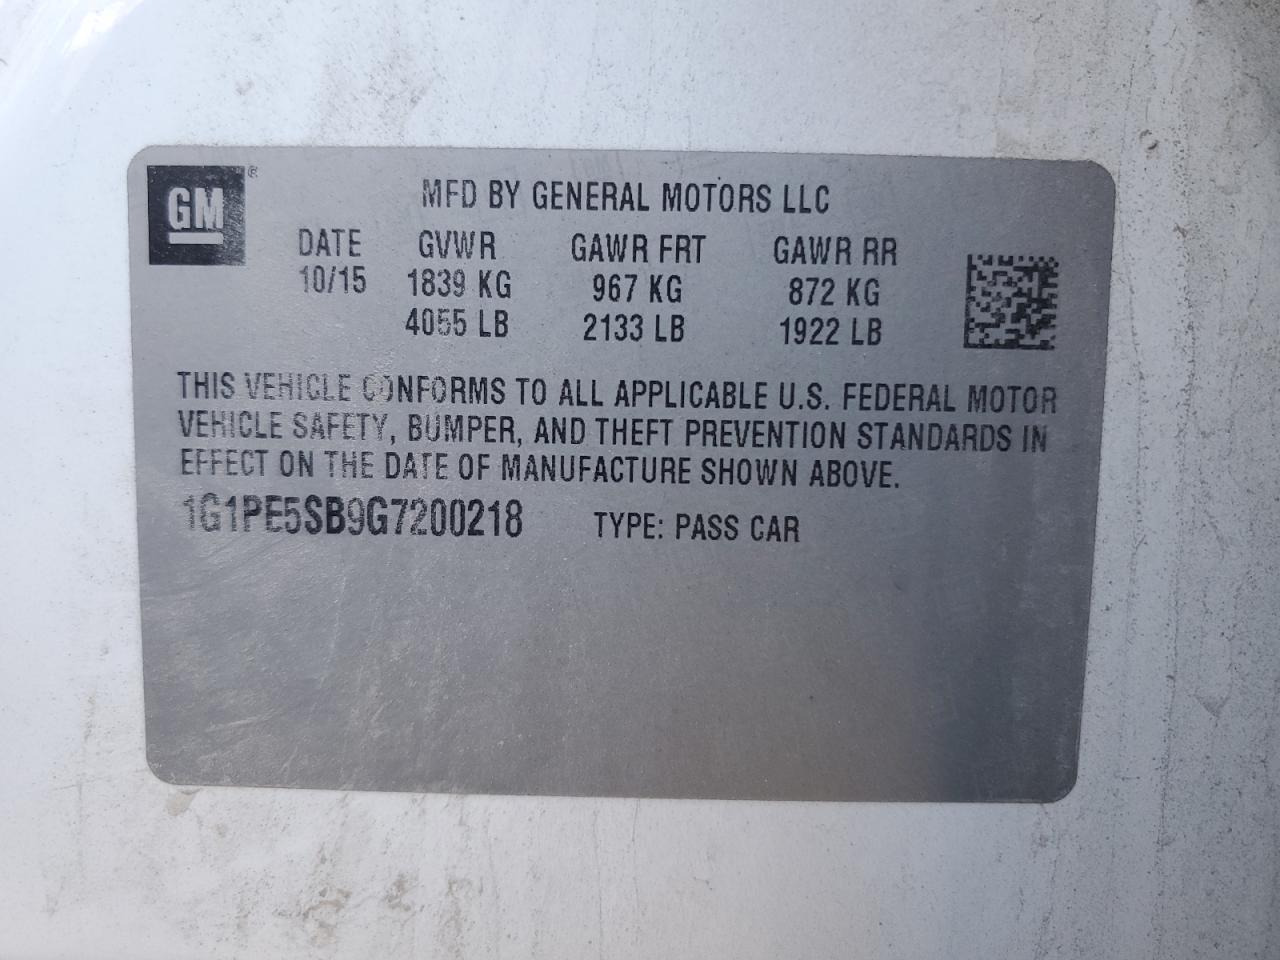 GM®
MFD BY GENERAL MOTORS LLC
DATE GVWR GAWR FRT GAWR RR
10/15 1839 KG 967 KG 872 KG
4055 LB 2133 LB 1922 LB
THIS VEHICLE CONFORMS TO ALL APPLICABLE U.S. FEDERAL MOTOR
VEHICLE SAFETY, BUMPER, AND THEFT PREVENTION STANDARDS IN
EFFECT ON THE DATE OF MANUFACTURE SHOWN ABOVE.
1G1PE5SB9G7200218 TYPE: PASS CAR